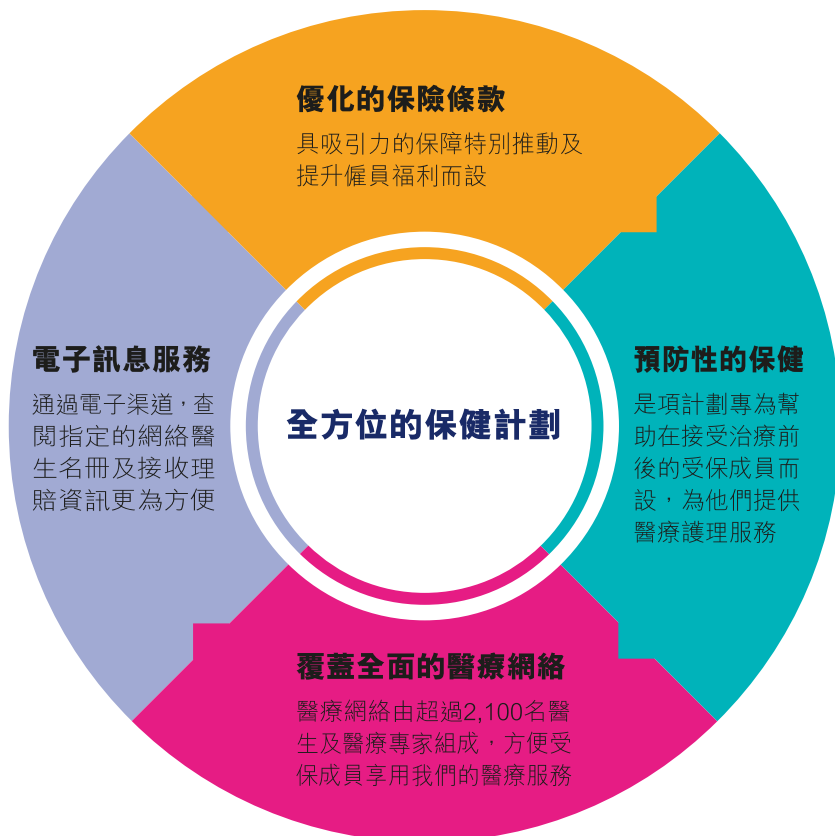 優化的保險條款
具吸引力的保障特別推動及
提升僱員福利而設
電子訊息服務
通過電子渠道，查
閱指定的網絡醫
生名冊及接收理
賠資訊更為方便
全方位的保健計劃
預防性的保健
是項計劃專為幫
助在接受治療前
後的受保成員而
設，為他們提供
醫療護理服務
覆蓋全面的醫療網絡
醫療網絡由超過2,100名醫
生及醫療專家組成，方便受
保成員享用我們的醫療服務